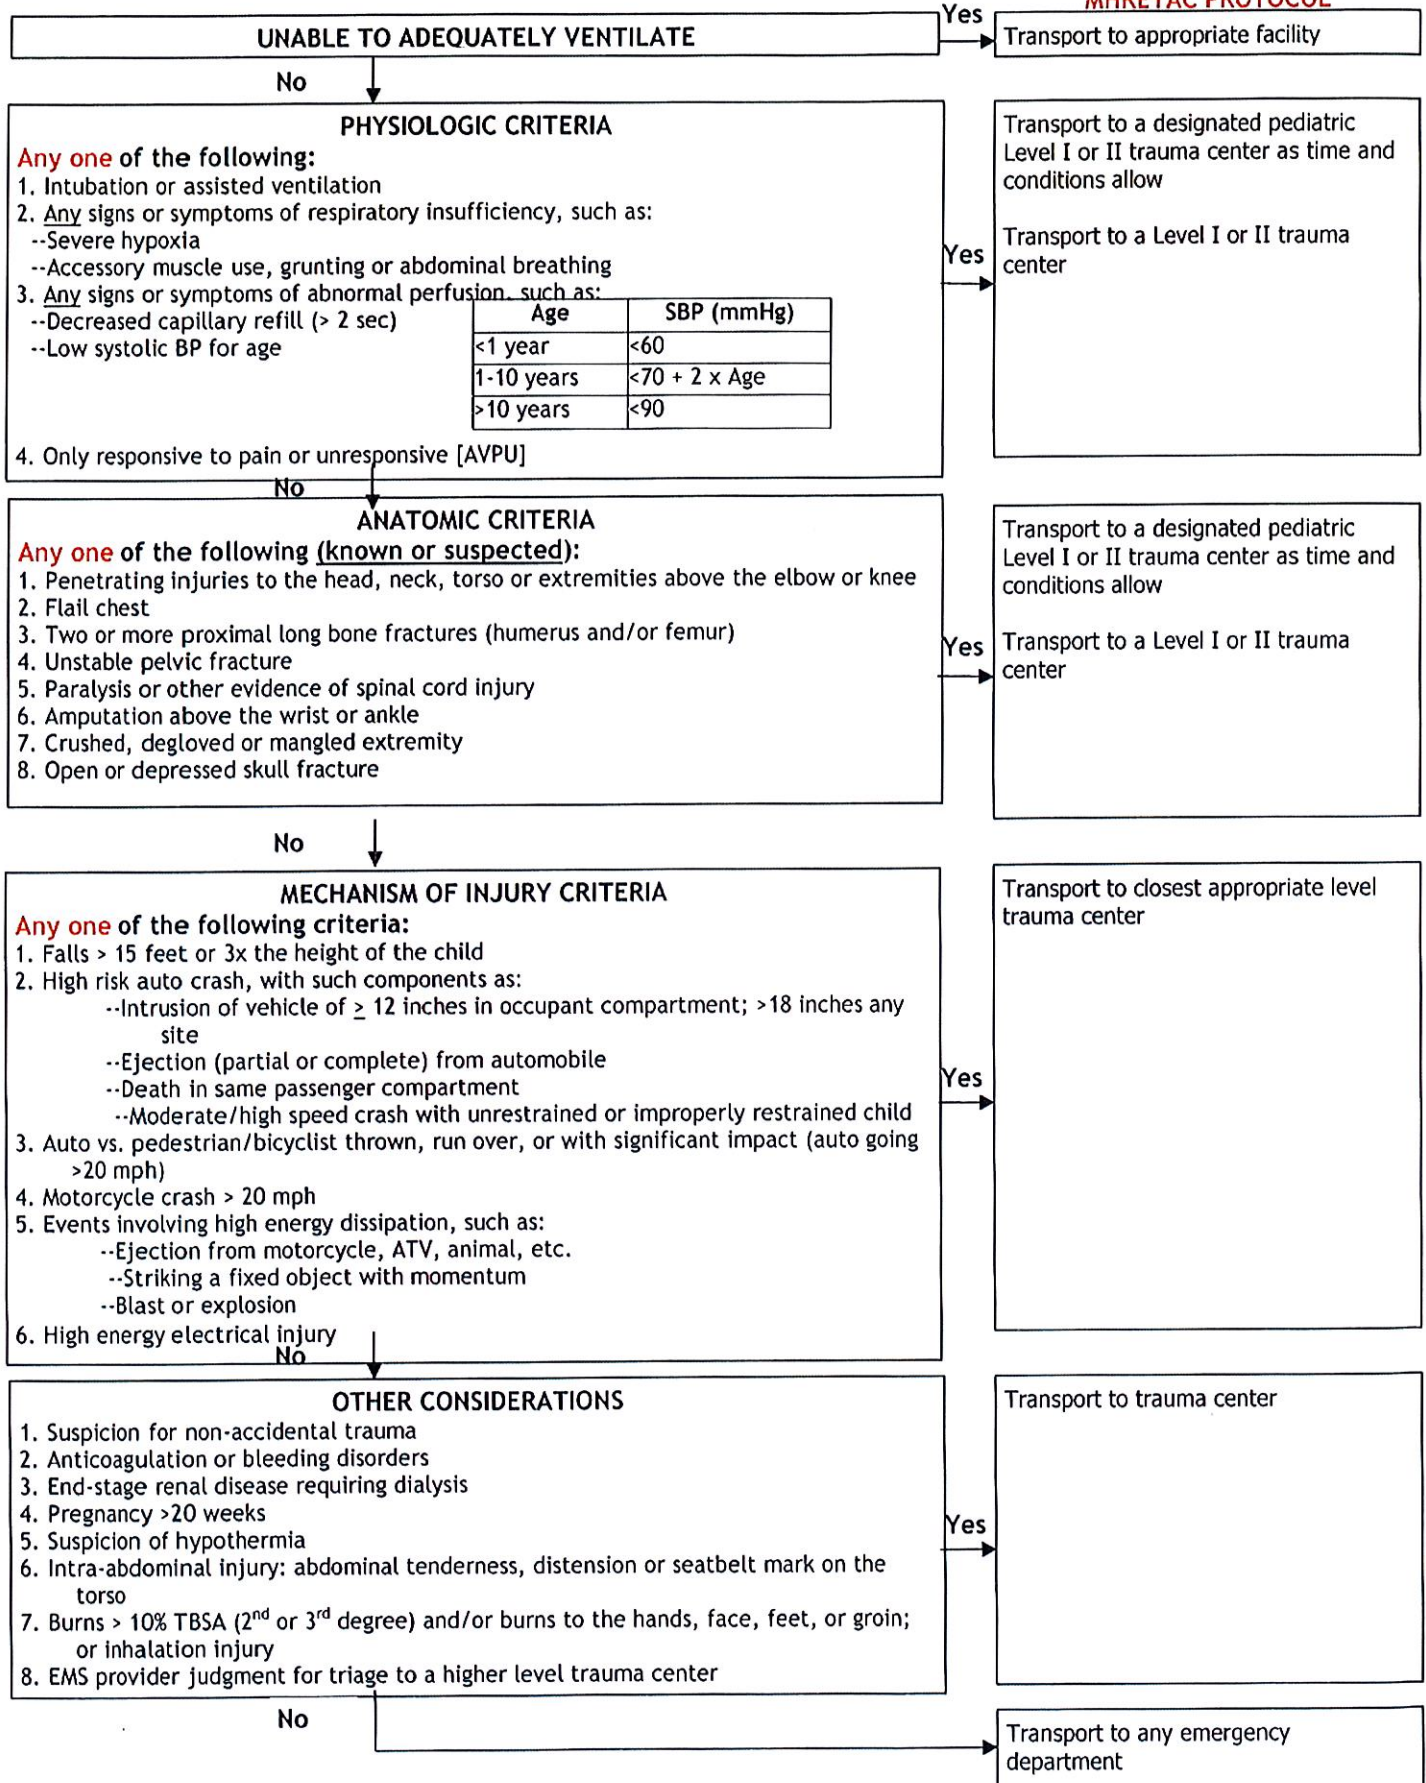 MHRETAC PROTOCOL
UNABLE TO ADEQUATELY VENTILATE
Yes
Transport to appropriate facility
No
PHYSIOLOGIC CRITERIA
Any one of the following:
1. Intubation or assisted ventilation
2. Any signs or symptoms of respiratory insufficiency, such as:
--Severe hypoxia
--Accessory muscle use, grunting or abdominal breathing
3. Any signs or symptoms of abnormal perfusion, such as:
--Decreased capillary refill (> 2 sec)
--Low systolic BP for age
Age SBP (mmHg)
<1 year <60
1-10 years <70 + 2 x Age
>10 years <90
4. Only responsive to pain or unresponsive [AVPU]
Yes
Transport to a designated pediatric
Level I or II trauma center as time and
conditions allow
Transport to a Level I or II trauma
center
No
ANATOMIC CRITERIA
Any one of the following (known or suspected):
1. Penetrating injuries to the head, neck, torso or extremities above the elbow or knee
2. Flail chest
3. Two or more proximal long bone fractures (humerus and/or femur)
4. Unstable pelvic fracture
5. Paralysis or other evidence of spinal cord injury
6. Amputation above the wrist or ankle
7. Crushed, degloved or mangled extremity
8. Open or depressed skull fracture
Yes
Transport to a designated pediatric
Level I or II trauma center as time and
conditions allow
Transport to a Level I or II trauma
center
No
MECHANISM OF INJURY CRITERIA
Any one of the following criteria:
1. Falls > 15 feet or 3x the height of the child
2. High risk auto crash, with such components as:
--Intrusion of vehicle of ≥ 12 inches in occupant compartment; >18 inches any
site
--Ejection (partial or complete) from automobile
--Death in same passenger compartment
--Moderate/high speed crash with unrestrained or improperly restrained child
3. Auto vs. pedestrian/bicyclist thrown, run over, or with significant impact (auto going
>20 mph)
4. Motorcycle crash > 20 mph
5. Events involving high energy dissipation, such as:
--Ejection from motorcycle, ATV, animal, etc.
--Striking a fixed object with momentum
--Blast or explosion
6. High energy electrical injury
Yes
Transport to closest appropriate level
trauma center
No
OTHER CONSIDERATIONS
1. Suspicion for non-accidental trauma
2. Anticoagulation or bleeding disorders
3. End-stage renal disease requiring dialysis
4. Pregnancy >20 weeks
5. Suspicion of hypothermia
6. Intra-abdominal injury: abdominal tenderness, distension or seatbelt mark on the
torso
7. Burns > 10% TBSA (2nd or 3rd degree) and/or burns to the hands, face, feet, or groin;
or inhalation injury
8. EMS provider judgment for triage to a higher level trauma center
Yes
Transport to trauma center
No
Transport to any emergency
department